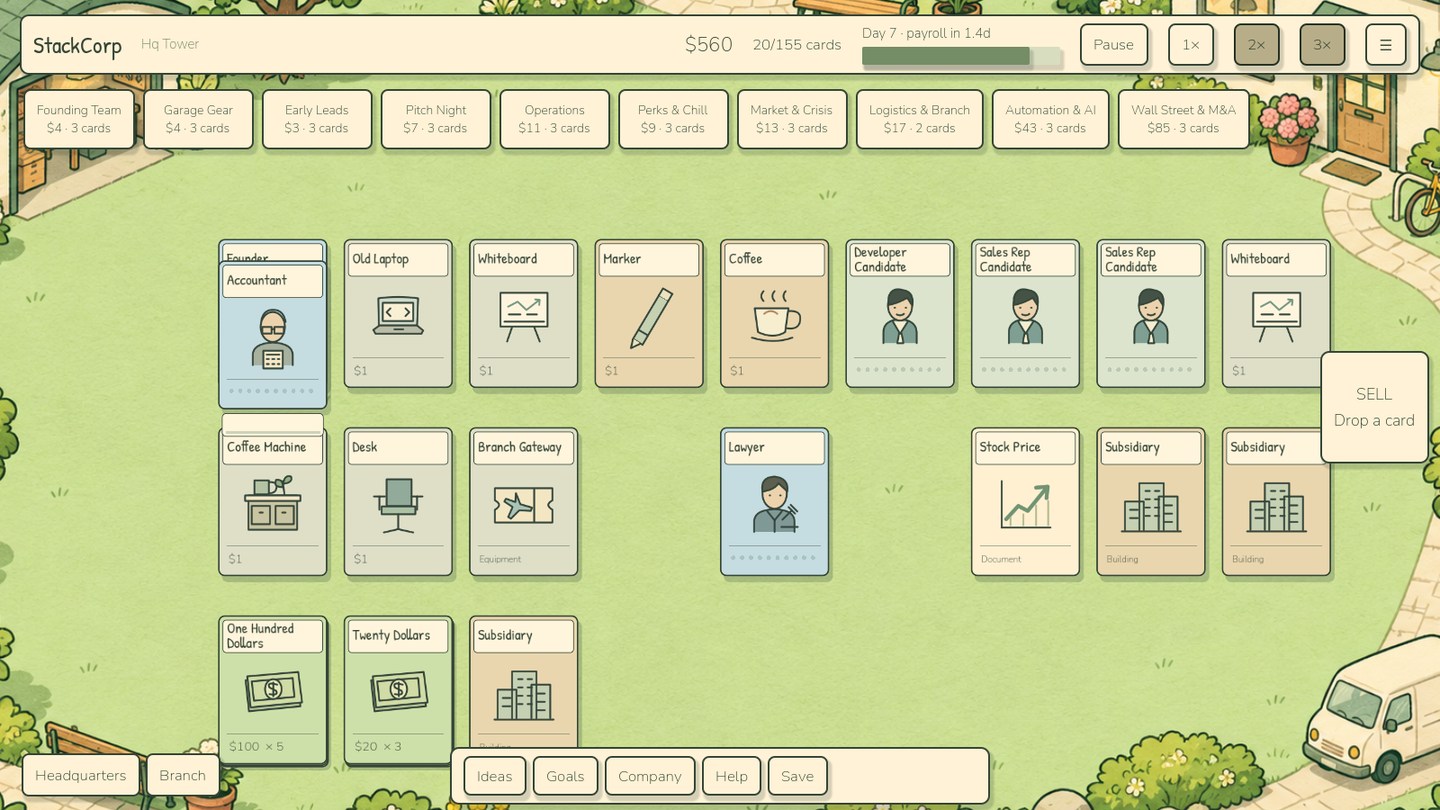 StackCorp
Hq Tower
$560
20/155 cards
Day 7 · payroll in 1.4d
Pause
1×
2×
3×
☰
Founding Team
$4 · 3 cards
Garage Gear
$4 · 3 cards
Early Leads
$3 · 3 cards
Pitch Night
$7 · 3 cards
Operations
$11 · 3 cards
Perks & Chill
$9 · 3 cards
Market & Crisis
$13 · 3 cards
Logistics & Branch
$17 · 2 cards
Automation & AI
$43 · 3 cards
Wall Street & M&A
$85 · 3 cards
Founder
Accountant
Old Laptop
$1
Whiteboard
$1
Marker
$1
Coffee
$1
Developer
Candidate
Sales Rep
Candidate
Sales Rep
Candidate
Whiteboard
$1
SELL
Drop a card
Coffee Machine
$1
Desk
$1
Branch Gateway
Equipment
Lawyer
Stock Price
Document
Subsidiary
Building
Subsidiary
Building
One Hundred
Dollars
$100 × 5
Twenty Dollars
$20 × 3
Subsidiary
Building
Headquarters
Branch
Ideas
Goals
Company
Help
Save